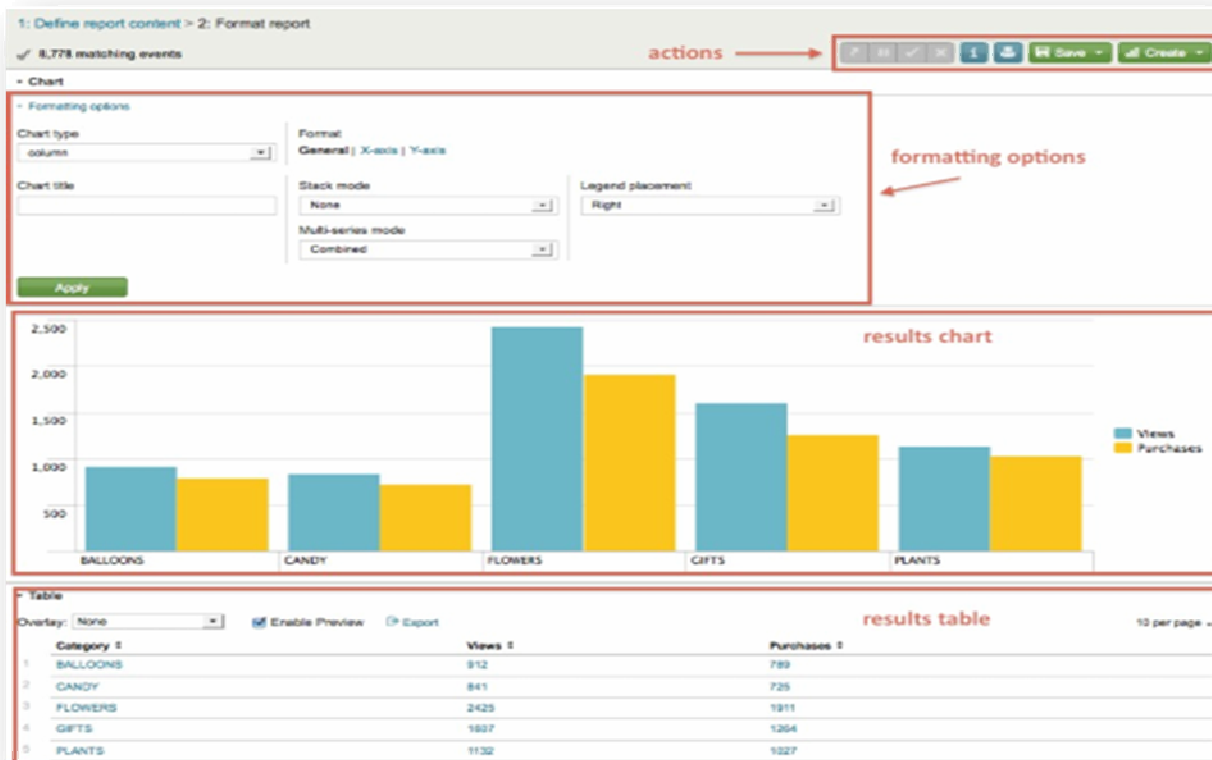 1: Define report content > 2: Format report
8,778 matching events
actions
Save
Create
Chart
Formatting options
Chart type
Format
column
General | X-axis | Y-axis
formatting options
Chart title
Stack mode
Legend placement
None
Right
Multi-series mode
Combined
Apply
results chart
2,500
2,000
1,500
1,000
500
Views
Purchases
BALLOONS CANDY FLOWERS GIFTS PLANTS
Table
results table
Overlay: None Enable Preview Export 10 per page
Category Views Purchases
1 BALLOONS 912 789
2 CANDY 841 725
3 FLOWERS 2425 1911
4 GIFTS 1607 1264
5 PLANTS 1132 1027